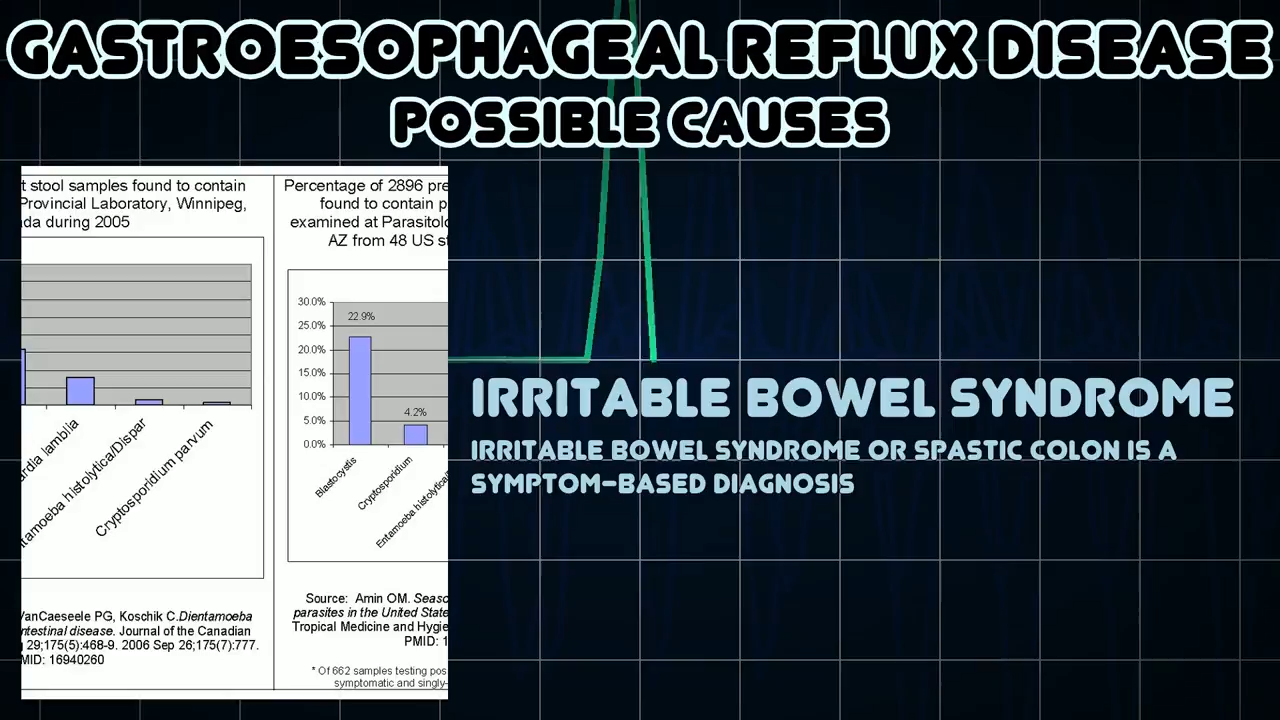 GASTROESOPHAGEAL REFLUX DISEASE
POSSIBLE CAUSES
t stool samples found to contain
Provincial Laboratory, Winnipeg,
da during 2005
lamblia
histolytica/Dispar
Cryptosporidium parvum
VanCaeseele PG, Koschik C.Dientamoeba
ntestinal disease. Journal of the Canadian
29;175(5):468-9. 2006 Sep 26;175(7):777.
MID: 16940260
Percentage of 2896 pre
found to contain p
examined at Parasitolo
AZ from 48 US st
30.0%
25.0%
20.0%
15.0%
10.0%
5.0%
0.0%
22.9%
4.2%
Blastocystis
Cryptosporidium
Entamoeba histolytica/
Source: Amin OM. Seaso
parasites in the United State
Tropical Medicine and Hygie
PMID: 1
* Of 662 samples testing pos
symptomatic and singly-
IRRITABLE BOWEL SYNDROME
IRRITABLE BOWEL SYNDROME OR SPASTIC COLON IS A
SYMPTOM-BASED DIAGNOSIS